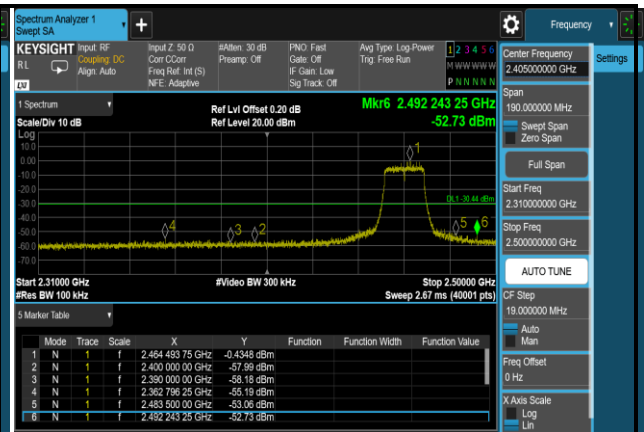 Spectrum Analyzer 1
Swept SA
+
Frequency
KEYSIGHT
RL
LXI
Input: RF
Coupling: DC
Align: Auto
Input Z: 50 Ω
Corr CCorr
Freq Ref: Int (S)
NFE: Adaptive
#Atten: 30 dB
Preamp: Off
PNO: Fast
Gate: Off
IF Gain: Low
Sig Track: Off
Avg Type: Log-Power
Trig: Free Run
1 2 3 4 5 6
M W W W W W
P N N N N N
1 Spectrum
Scale/Div 10 dB
Ref Lvl Offset 0.20 dB
Ref Level 20.00 dBm
Mkr6 2.492 243 25 GHz
-52.73 dBm
Log
10.0
0.00
-10.0
-20.0
-30.0
-40.0
-50.0
-60.0
-70.0
1
DL1 -30.44 dBm
4
3
2
5
6
Start 2.31000 GHz
#Res BW 100 kHz
#Video BW 300 kHz
Stop 2.50000 GHz
Sweep 2.67 ms (40001 pts)
5 Marker Table
Mode Trace Scale X Y Function Function Width Function Value
1 N 1 f 2.464 493 75 GHz -0.4348 dBm
2 N 1 f 2.400 000 00 GHz -57.99 dBm
3 N 1 f 2.390 000 00 GHz -58.18 dBm
4 N 1 f 2.362 796 25 GHz -55.19 dBm
5 N 1 f 2.483 500 00 GHz -53.06 dBm
6 N 1 f 2.492 243 25 GHz -52.73 dBm
Center Frequency
2.405000000 GHz
Settings
Span
190.000000 MHz
Swept Span
Zero Span
Full Span
Start Freq
2.310000000 GHz
Stop Freq
2.500000000 GHz
AUTO TUNE
CF Step
19.000000 MHz
Auto
Man
Freq Offset
0 Hz
X Axis Scale
Log
Lin